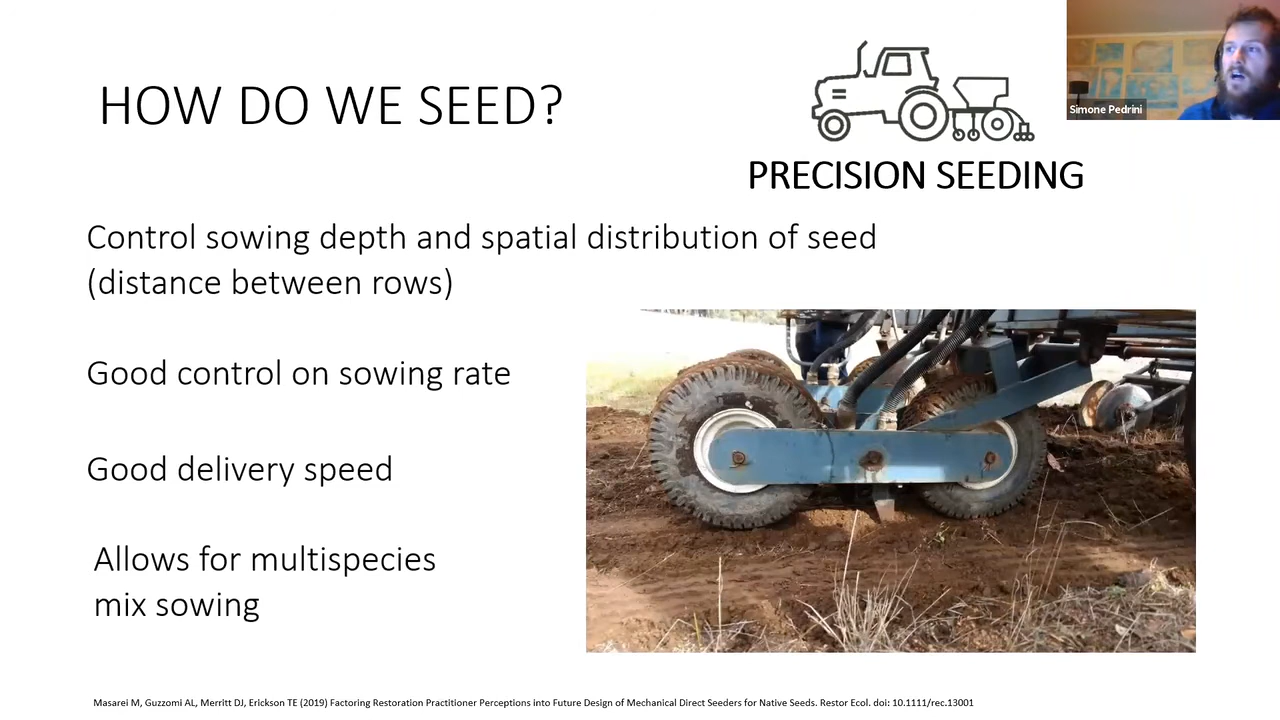 HOW DO WE SEED?
Simone Pedrini
PRECISION SEEDING
Control sowing depth and spatial distribution of seed
(distance between rows)
Good control on sowing rate
Good delivery speed
Allows for multispecies
mix sowing
Masarei M, Guzzomi AL, Merritt DJ, Erickson TE (2019) Factoring Restoration Practitioner Perceptions into Future Design of Mechanical Direct Seeders for Native Seeds. Restor Ecol. doi: 10.1111/rec.13001